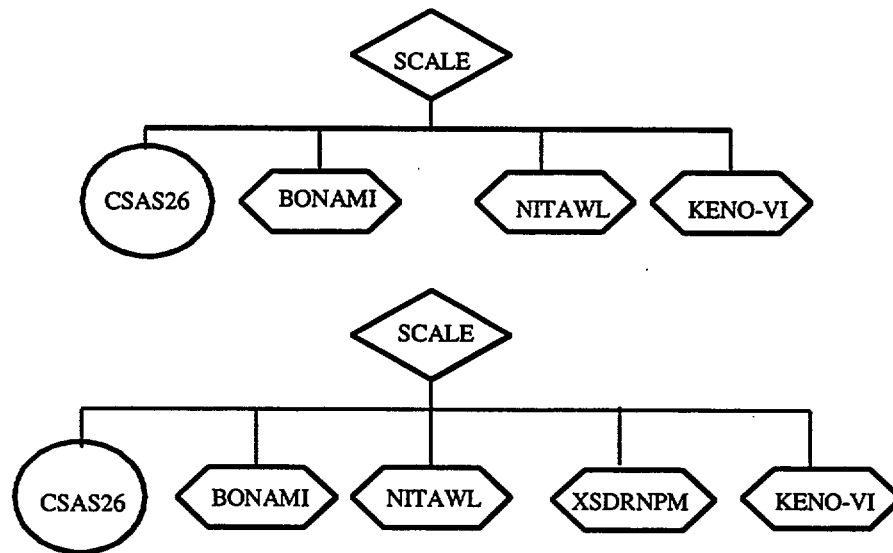 SCALE
CSAS26
BONAMI
NITAWL
KENO-VI
SCALE
CSAS26
BONAMI
NITAWL
XSDRNPM
KENO-VI